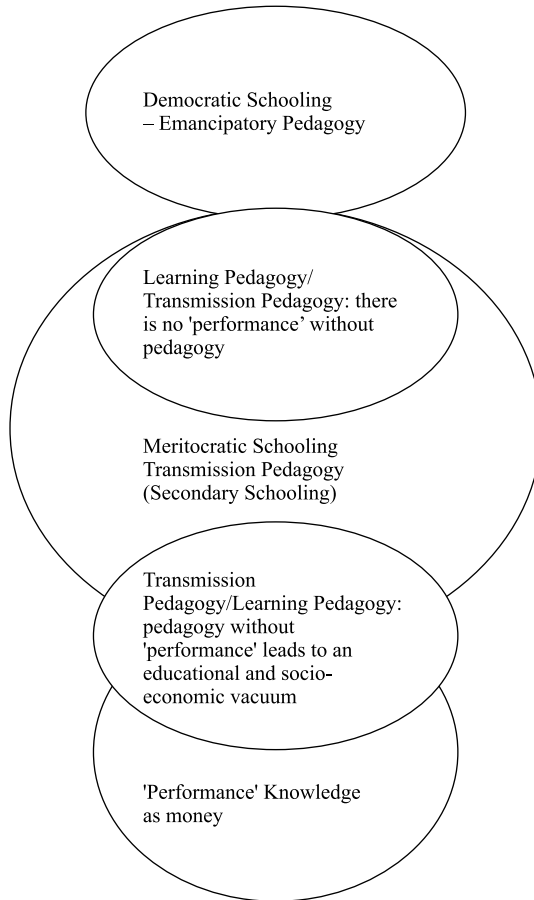 Democratic Schooling
– Emancipatory Pedagogy
Learning Pedagogy/
Transmission Pedagogy: there
is no 'performance’ without
pedagogy
Meritocratic Schooling
Transmission Pedagogy
(Secondary Schooling)
Transmission
Pedagogy/Learning Pedagogy:
pedagogy without
'performance' leads to an
educational and socio-
economic vacuum
'Performance' Knowledge
as money